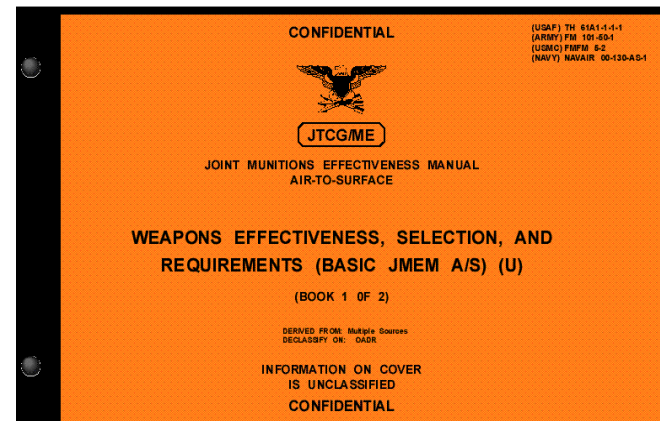 CONFIDENTIAL
(USAF) TH 61A1-1-1-1
(ARMY) FM 101-50-1
(USMC) FMFM 5-2
(NAVY) NAVAIR 00-130-AS-1
JTCG/ME
JOINT MUNITIONS EFFECTIVENESS MANUAL
AIR-TO-SURFACE
WEAPONS EFFECTIVENESS, SELECTION, AND
REQUIREMENTS (BASIC JMEM A/S) (U)
(BOOK 1 OF 2)
DERIVED FROM: Multiple Sources
DECLASSIFY ON: OADR
INFORMATION ON COVER
IS UNCLASSIFIED
CONFIDENTIAL